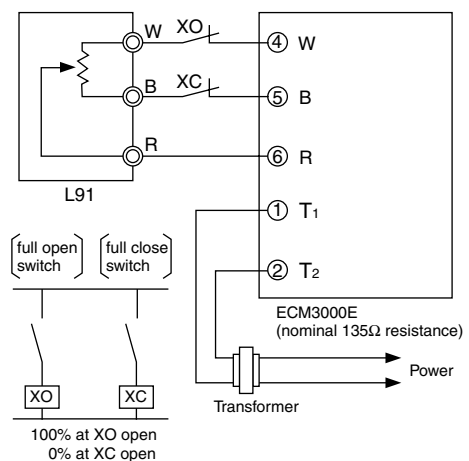 W XO ④ W
B XC ⑤ B
R ⑥ R
L91
① T1
② T2
full open switch
full close switch
ECM3000E
(nominal 135Ω resistance)
XO XC
Power
Transformer
100% at XO open
0% at XC open